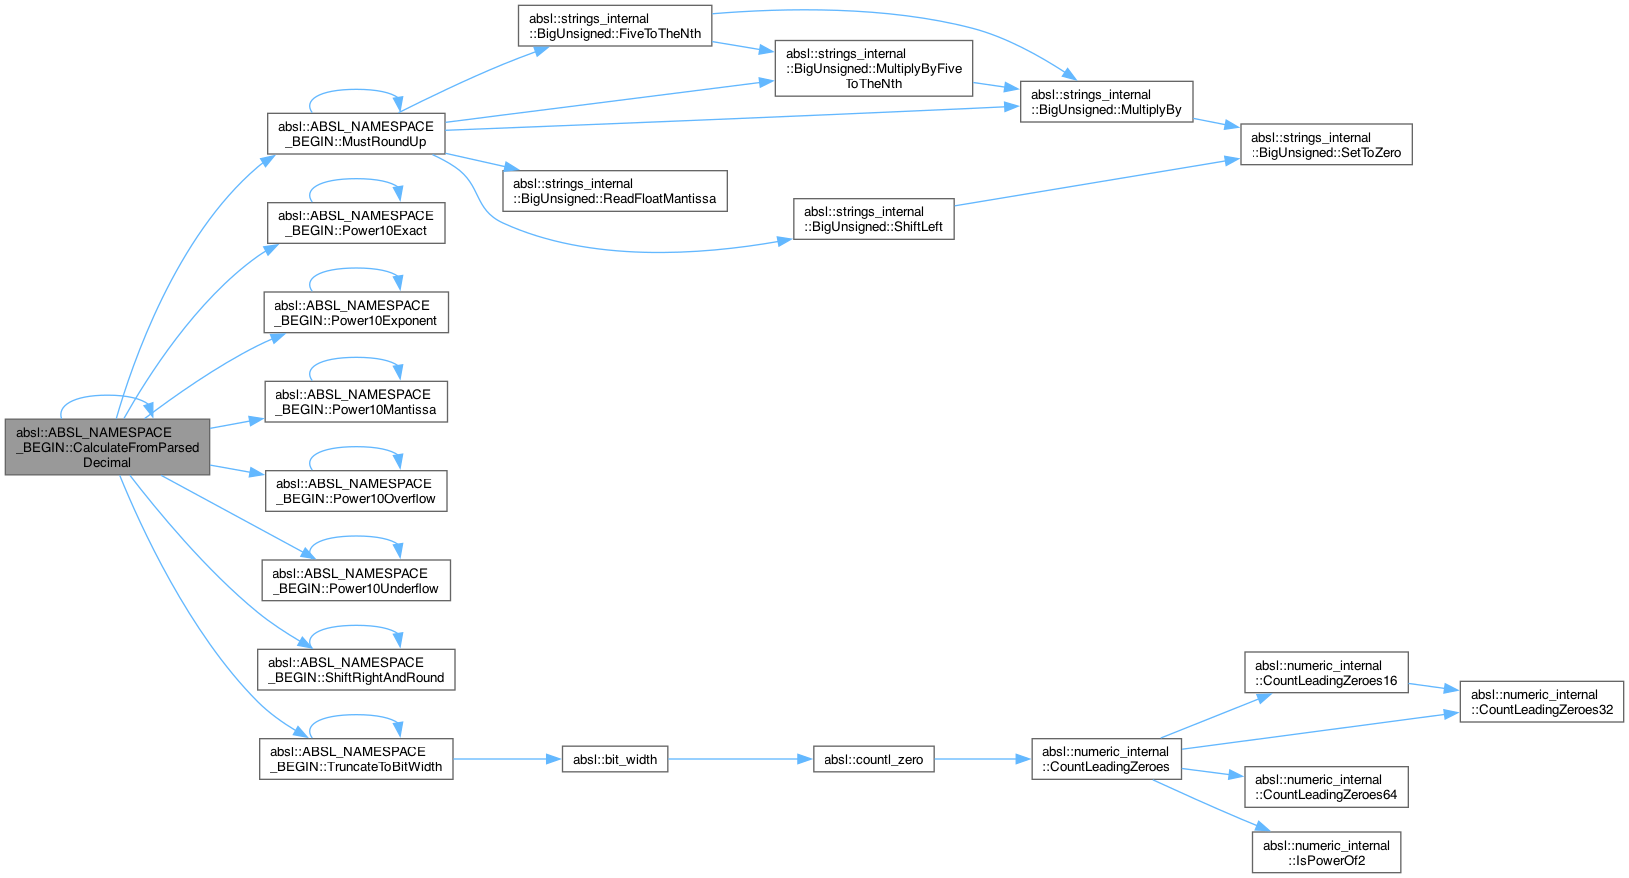 absl::strings_internal
::BigUnsigned::FiveToTheNth
absl::strings_internal
::BigUnsigned::MultiplyByFive
ToTheNth
absl::strings_internal
::BigUnsigned::MultiplyBy
absl::ABSL_NAMESPACE
_BEGIN::MustRoundUp
absl::strings_internal
::BigUnsigned::SetToZero
absl::strings_internal
::BigUnsigned::ReadFloatMantissa
absl::ABSL_NAMESPACE
_BEGIN::Power10Exact
absl::strings_internal
::BigUnsigned::ShiftLeft
absl::ABSL_NAMESPACE
_BEGIN::Power10Exponent
absl::ABSL_NAMESPACE
_BEGIN::Power10Mantissa
absl::ABSL_NAMESPACE
_BEGIN::CalculateFromParsed
Decimal
absl::ABSL_NAMESPACE
_BEGIN::Power10Overflow
absl::ABSL_NAMESPACE
_BEGIN::Power10Underflow
absl::ABSL_NAMESPACE
_BEGIN::ShiftRightAndRound
absl::numeric_internal
::CountLeadingZeroes16
absl::numeric_internal
::CountLeadingZeroes32
absl::ABSL_NAMESPACE
_BEGIN::TruncateToBitWidth
absl::bit_width
absl::countl_zero
absl::numeric_internal
::CountLeadingZeroes
absl::numeric_internal
::CountLeadingZeroes64
absl::numeric_internal
::IsPowerOf2